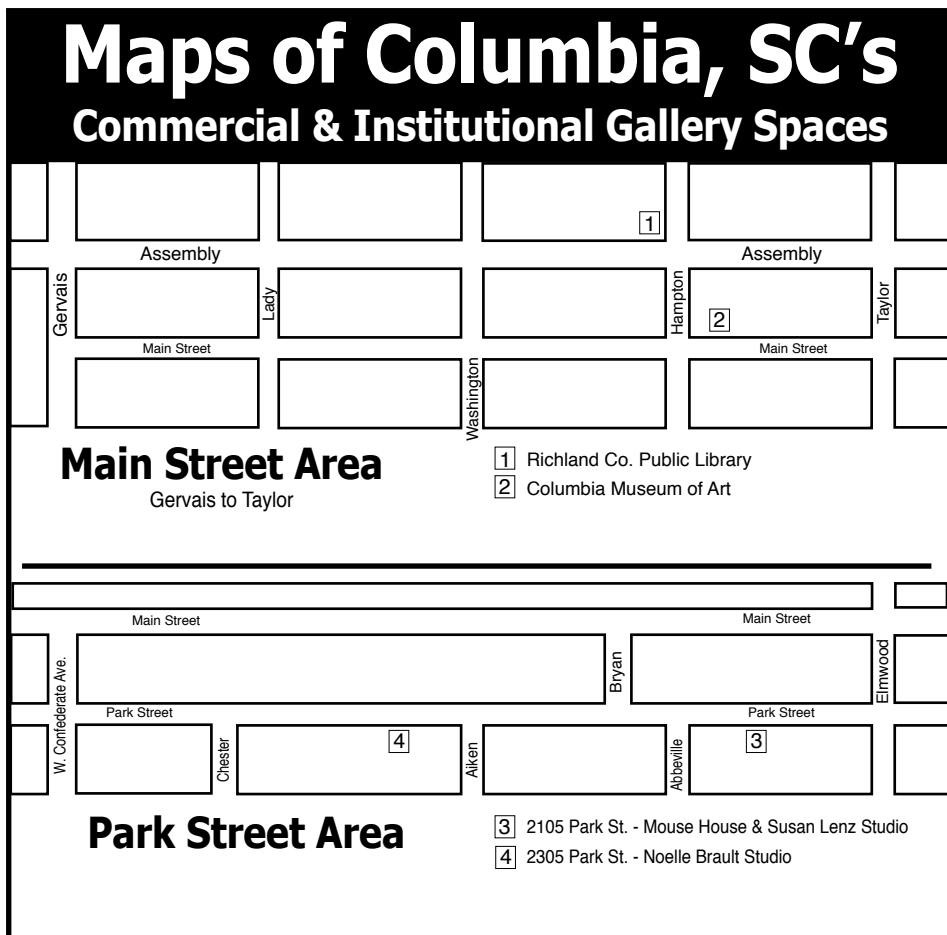 Maps of Columbia, SC’s
Commercial & Institutional Gallery Spaces
1
Assembly
Assembly
Gervais
Lady
Hampton
Taylor
2
Main Street
Main Street
Washington
Main Street Area
Gervais to Taylor
1 Richland Co. Public Library
2 Columbia Museum of Art
Main Street
Main Street
W. Confederate Ave.
Bryan
Elmwood
Park Street
Park Street
Chester
4
Aiken
Abbeville
3
Park Street Area
3 2105 Park St. - Mouse House & Susan Lenz Studio
4 2305 Park St. - Noelle Brault Studio